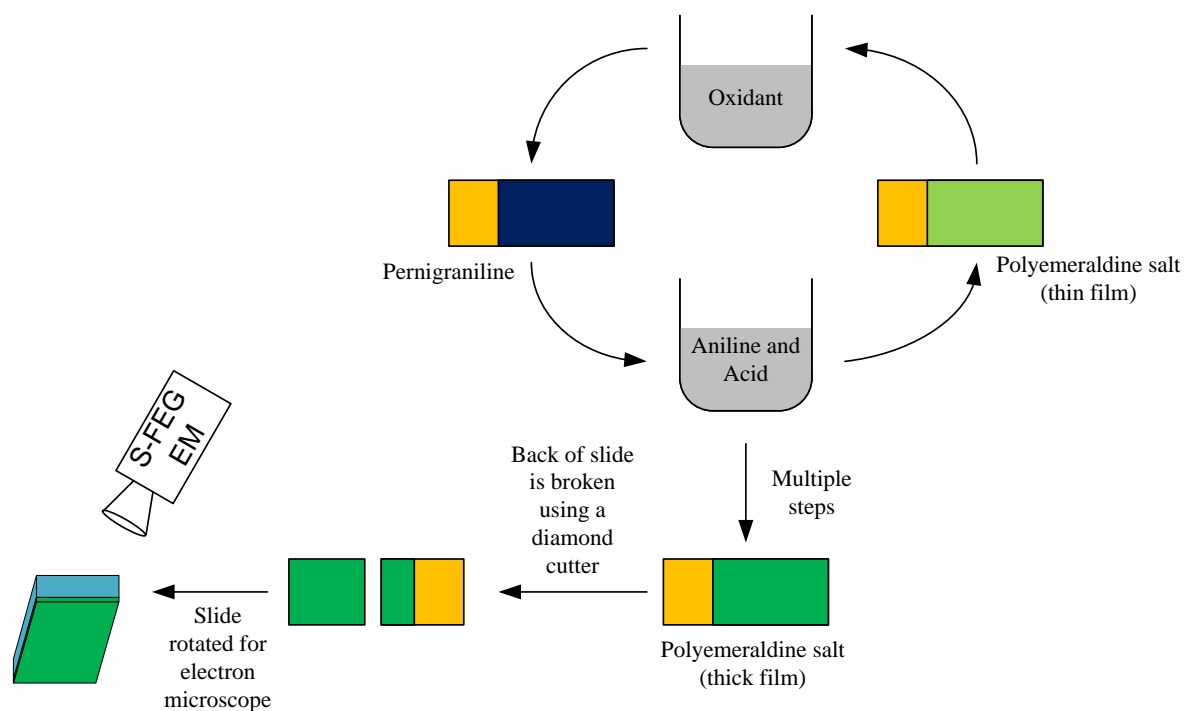 Oxidant
Pernigraniline
Polyemeraldine salt
(thin film)
Aniline and
Acid
S-FEG
EM
Back of slide
is broken
using a
diamond
cutter
Multiple
steps
Slide
rotated for
electron
microscope
Polyemeraldine salt
(thick film)